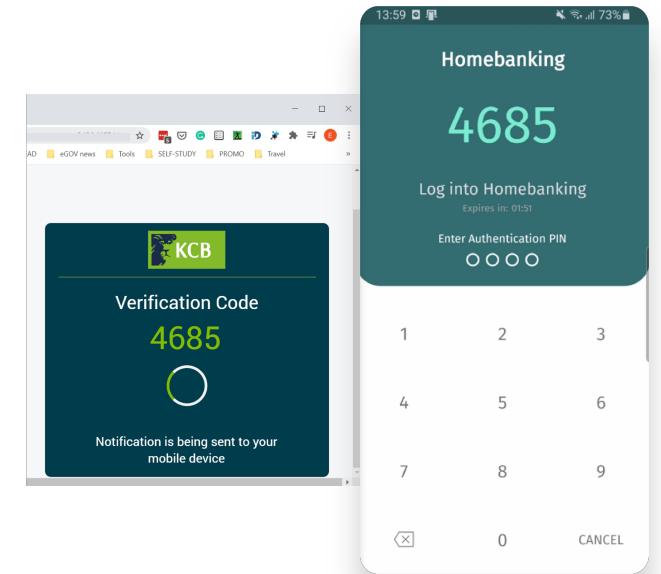 AD eGOV news Tools SELF-STUDY PROMO Travel »
KCB
Verification Code
4685
Notification is being sent to your
mobile device
13:59 73%
Homebanking
4685
Log into Homebanking
Expires in: 01:51
Enter Authentication PIN
1 2 3
4 5 6
7 8 9
0 CANCEL